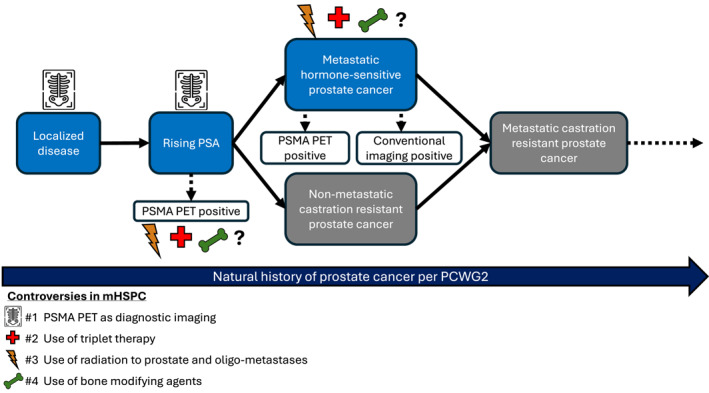 ?
Metastatic
hormone-sensitive
prostate cancer
Localized
disease
Rising PSA
PSMA PET
positive
Conventional
imaging positive
Metastatic castration
resistant prostate
cancer
PSMA PET positive
?
Non-metastatic
castration resistant
prostate cancer
Natural history of prostate cancer per PCWG2
Controversies in mHSPC
#1 PSMA PET as diagnostic imaging
#2 Use of triplet therapy
#3 Use of radiation to prostate and oligo-metastases
#4 Use of bone modifying agents